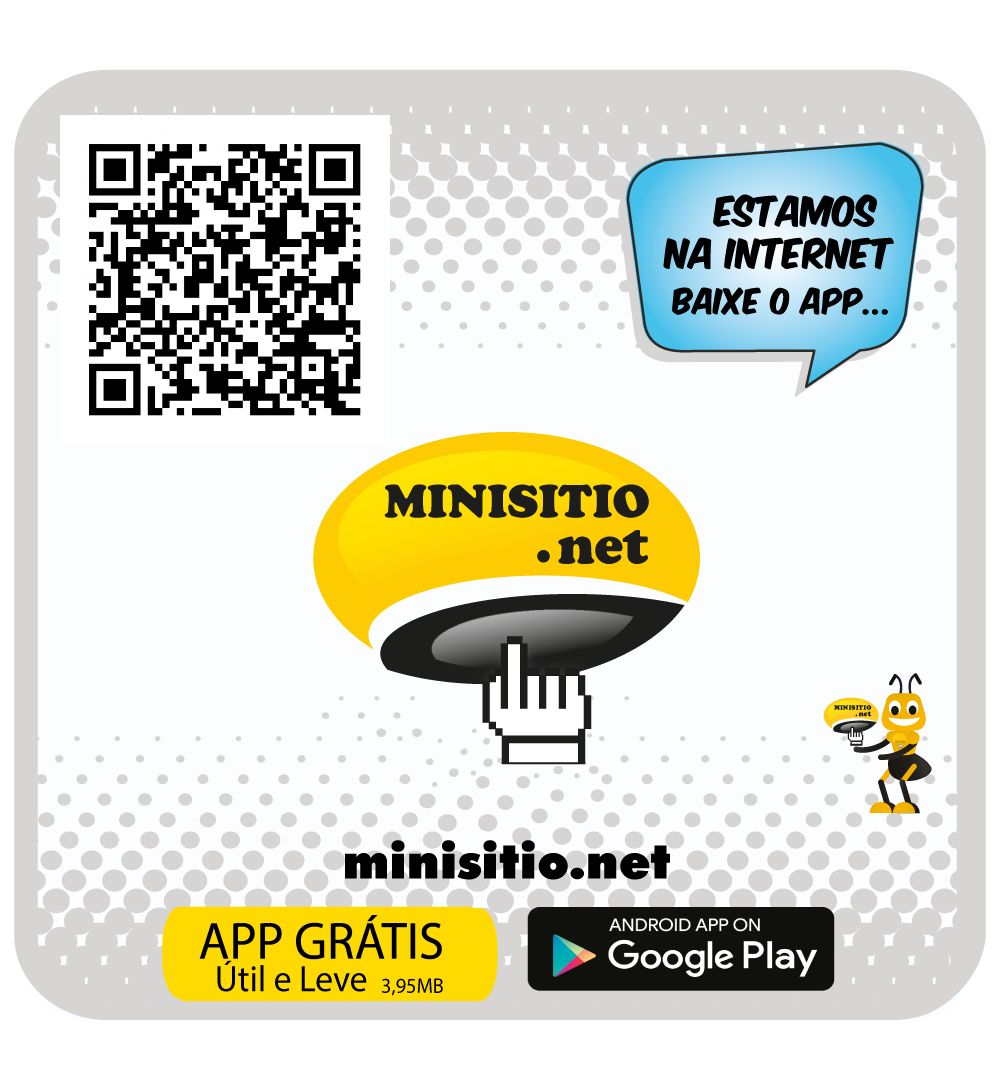 ESTAMOS
NA INTERNET
BAIXE O APP...
MINISITIO
.net
MINISITIO
.net
minisitio.net
APP GRÁTIS
Útil e Leve 3,95MB
ANDROID APP ON
Google Play